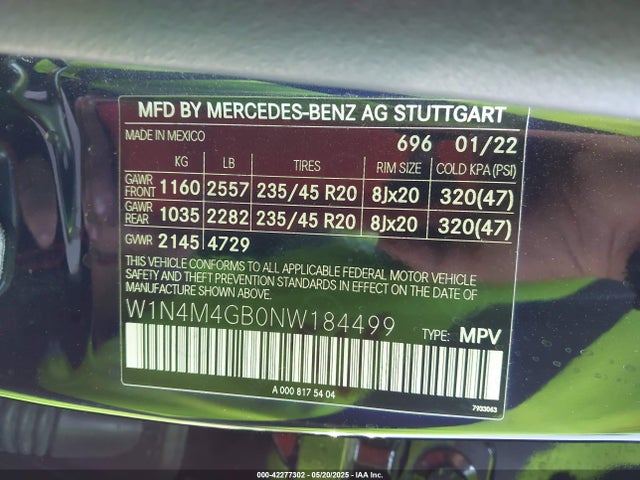 MFD BY MERCEDES-BENZ AG STUTTGART
MADE IN MEXICO 696 01/22
KG LB TIRES RIM SIZE COLD KPA (PSI)
GAWR FRONT 1160 2557 235/45 R20 8Jx20 320(47)
GAWR REAR 1035 2282 235/45 R20 8Jx20 320(47)
GVWR 2145 4729
THIS VEHICLE CONFORMS TO ALL APPLICABLE FEDERAL MOTOR VEHICLE
SAFETY AND THEFT PREVENTION STANDARDS IN EFFECT ON THE DATE
OF MANUFACTURE SHOWN ABOVE.
W1N4M4GB0NW184499 TYPE: MPV
A 000 817 54 04 7933063
000-42277302 - 05/20/2025 - IAA Inc.